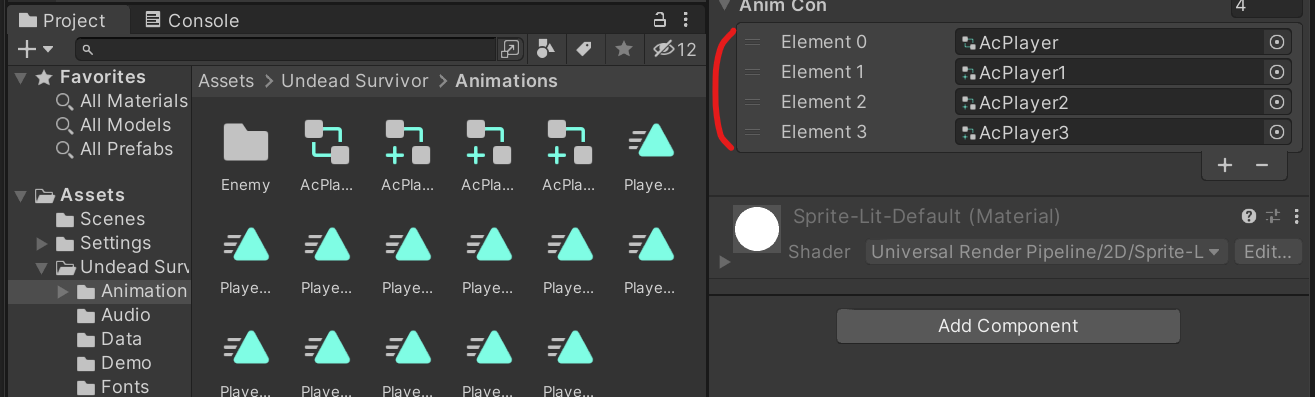 Project
Console
12
Favorites
All Materials
All Models
All Prefabs
Assets
Scenes
Settings
Undead Surv
Animation
Audio
Data
Demo
Fonts
Assets > Undead Survivor > Animations
Enemy
AcPla...
AcPla...
AcPla...
AcPla...
Playe...
Playe...
Playe...
Playe...
Playe...
Playe...
Playe...
Playe...
Playe...
Playe...
Playe...
Playe...
Anim Con
4
Element 0 AcPlayer
Element 1 AcPlayer1
Element 2 AcPlayer2
Element 3 AcPlayer3
+ −
Sprite-Lit-Default (Material)
Shader Universal Render Pipeline/2D/Sprite-L Edit...
Add Component